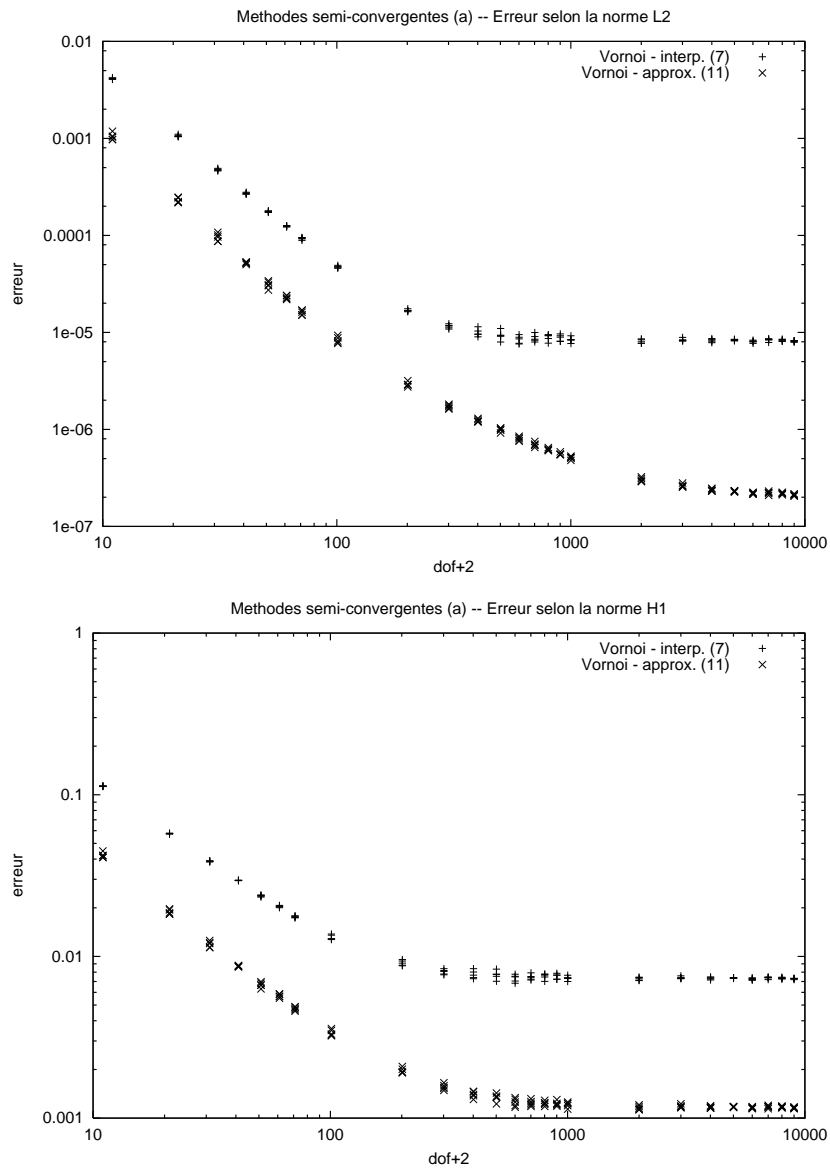 Methodes semi-convergentes (a) -- Erreur selon la norme L2
0.01
0.001
0.0001
1e-05
1e-06
1e-07
erreur
Vornoi - interp. (7)
Vornoi - approx. (11)
10
100
1000
10000
dof+2
Methodes semi-convergentes (a) -- Erreur selon la norme H1
1
0.1
0.01
0.001
erreur
Vornoi - interp. (7)
Vornoi - approx. (11)
10
100
1000
10000
dof+2